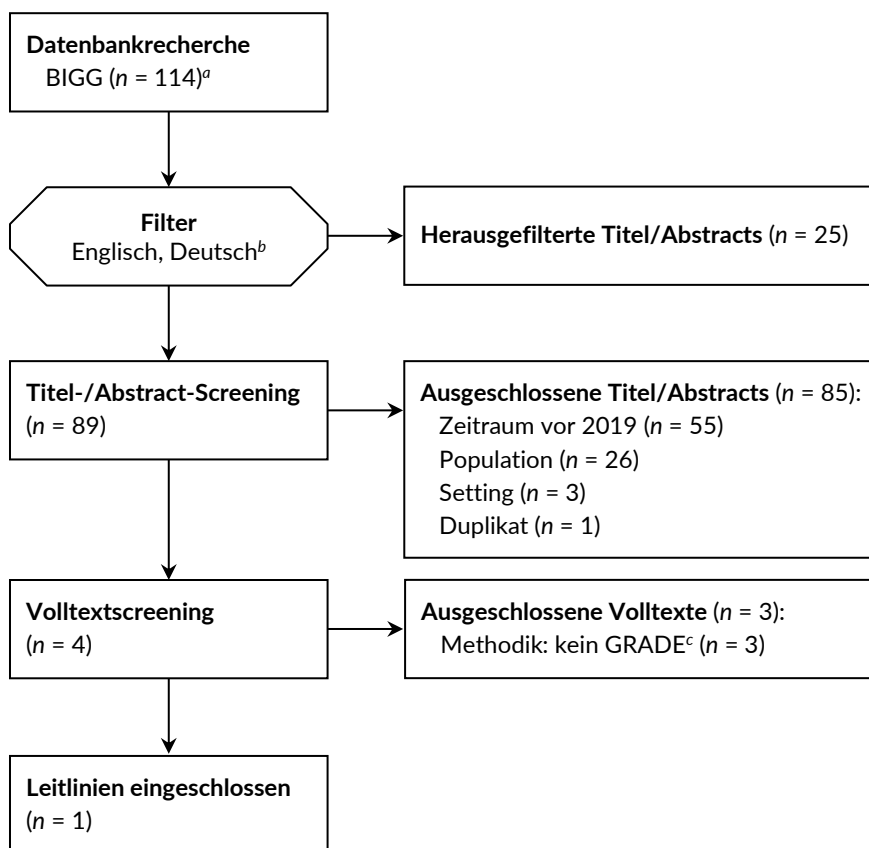 Datenbankrecherche
BIGG (n = 114)ᵃ
Filter
Englisch, Deutschᵇ
Herausgefilterte Titel/Abstracts (n = 25)
Titel-/Abstract-Screening
(n = 89)
Ausgeschlossene Titel/Abstracts (n = 85):
Zeitraum vor 2019 (n = 55)
Population (n = 26)
Setting (n = 3)
Duplikat (n = 1)
Volltextscreening
(n = 4)
Ausgeschlossene Volltexte (n = 3):
Methodik: kein GRADEᶜ (n = 3)
Leitlinien eingeschlossen
(n = 1)